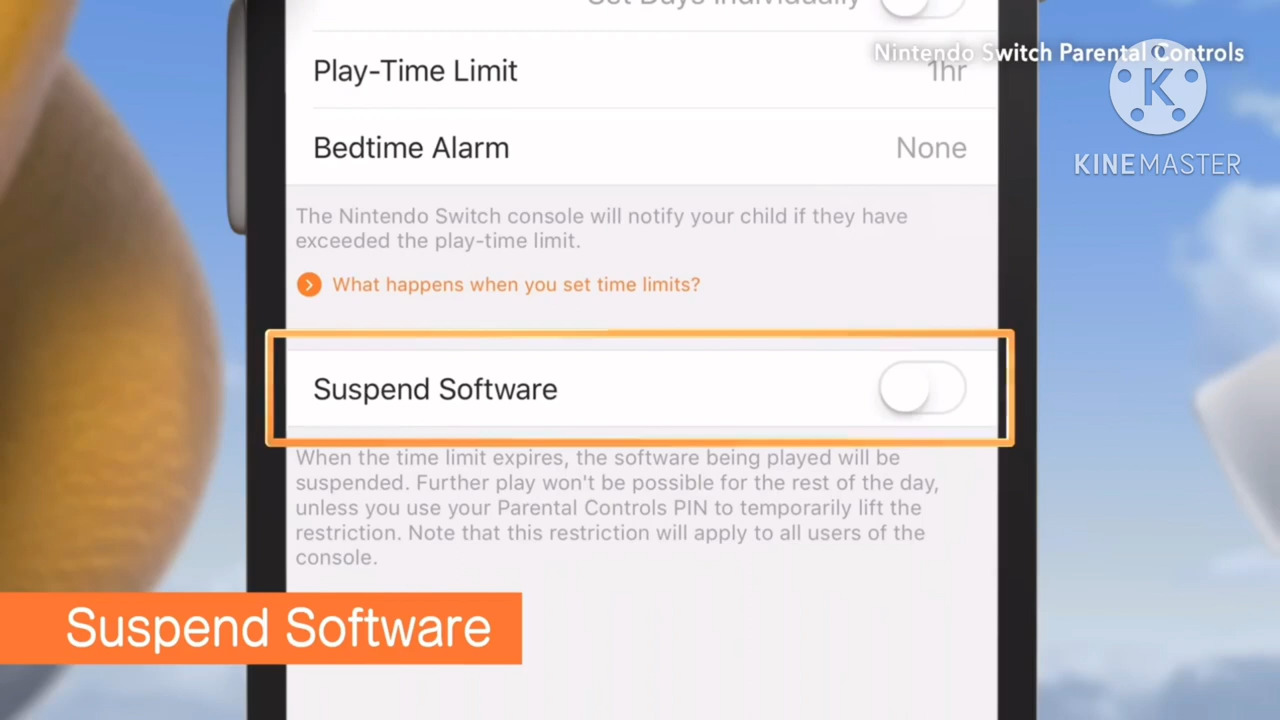 Set Days Individually
Nintendo Switch Parental Controls
Play-Time Limit
1hr
K
KINEMASTER
Bedtime Alarm
None
The Nintendo Switch console will notify your child if they have
exceeded the play-time limit.
What happens when you set time limits?
Suspend Software
When the time limit expires, the software being played will be
suspended. Further play won't be possible for the rest of the day,
unless you use your Parental Controls PIN to temporarily lift the
restriction. Note that this restriction will apply to all users of the
console.
Suspend Software